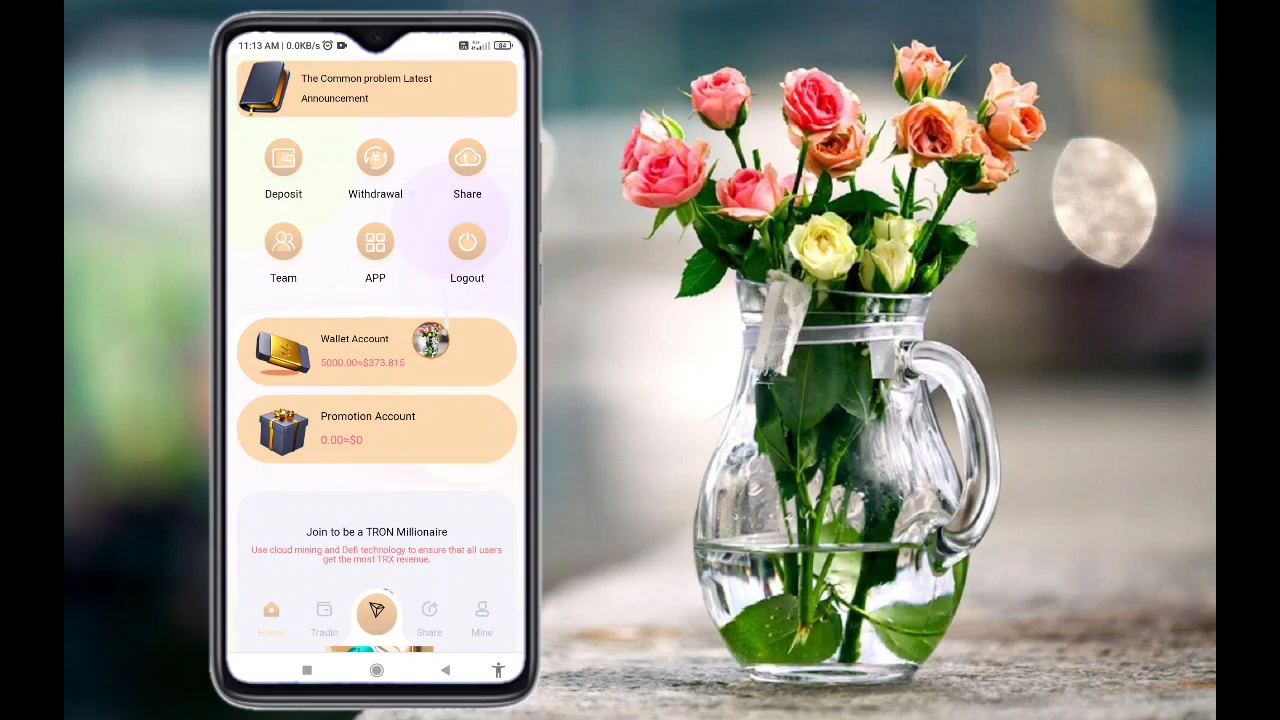 11:13 AM | 0.0KB/s
84
The Common problem Latest
Announcement
Deposit
Withdrawal
Share
Team
APP
Logout
Wallet Account
5000.00≈$373.815
Promotion Account
0.00≈$0
Join to be a TRON Millionaire
Use cloud mining and Defi technology to ensure that all users
get the most TRX revenue.
Home
Tradin
Share
Mine